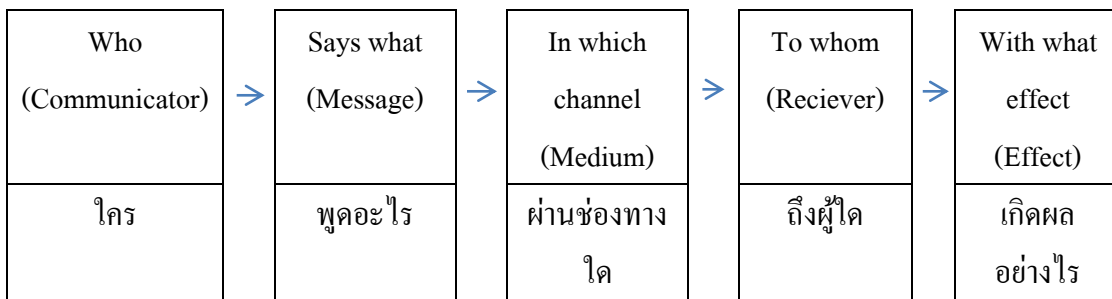 Who
(Communicator)
Says what
(Message)
In which
channel
(Medium)
To whom
(Reciever)
With what
effect
(Effect)
ใคร
พูดอะไร
ผ่านช่องทาง
ใด
ถึงผู้ใด
เกิดผล
อย่างไร